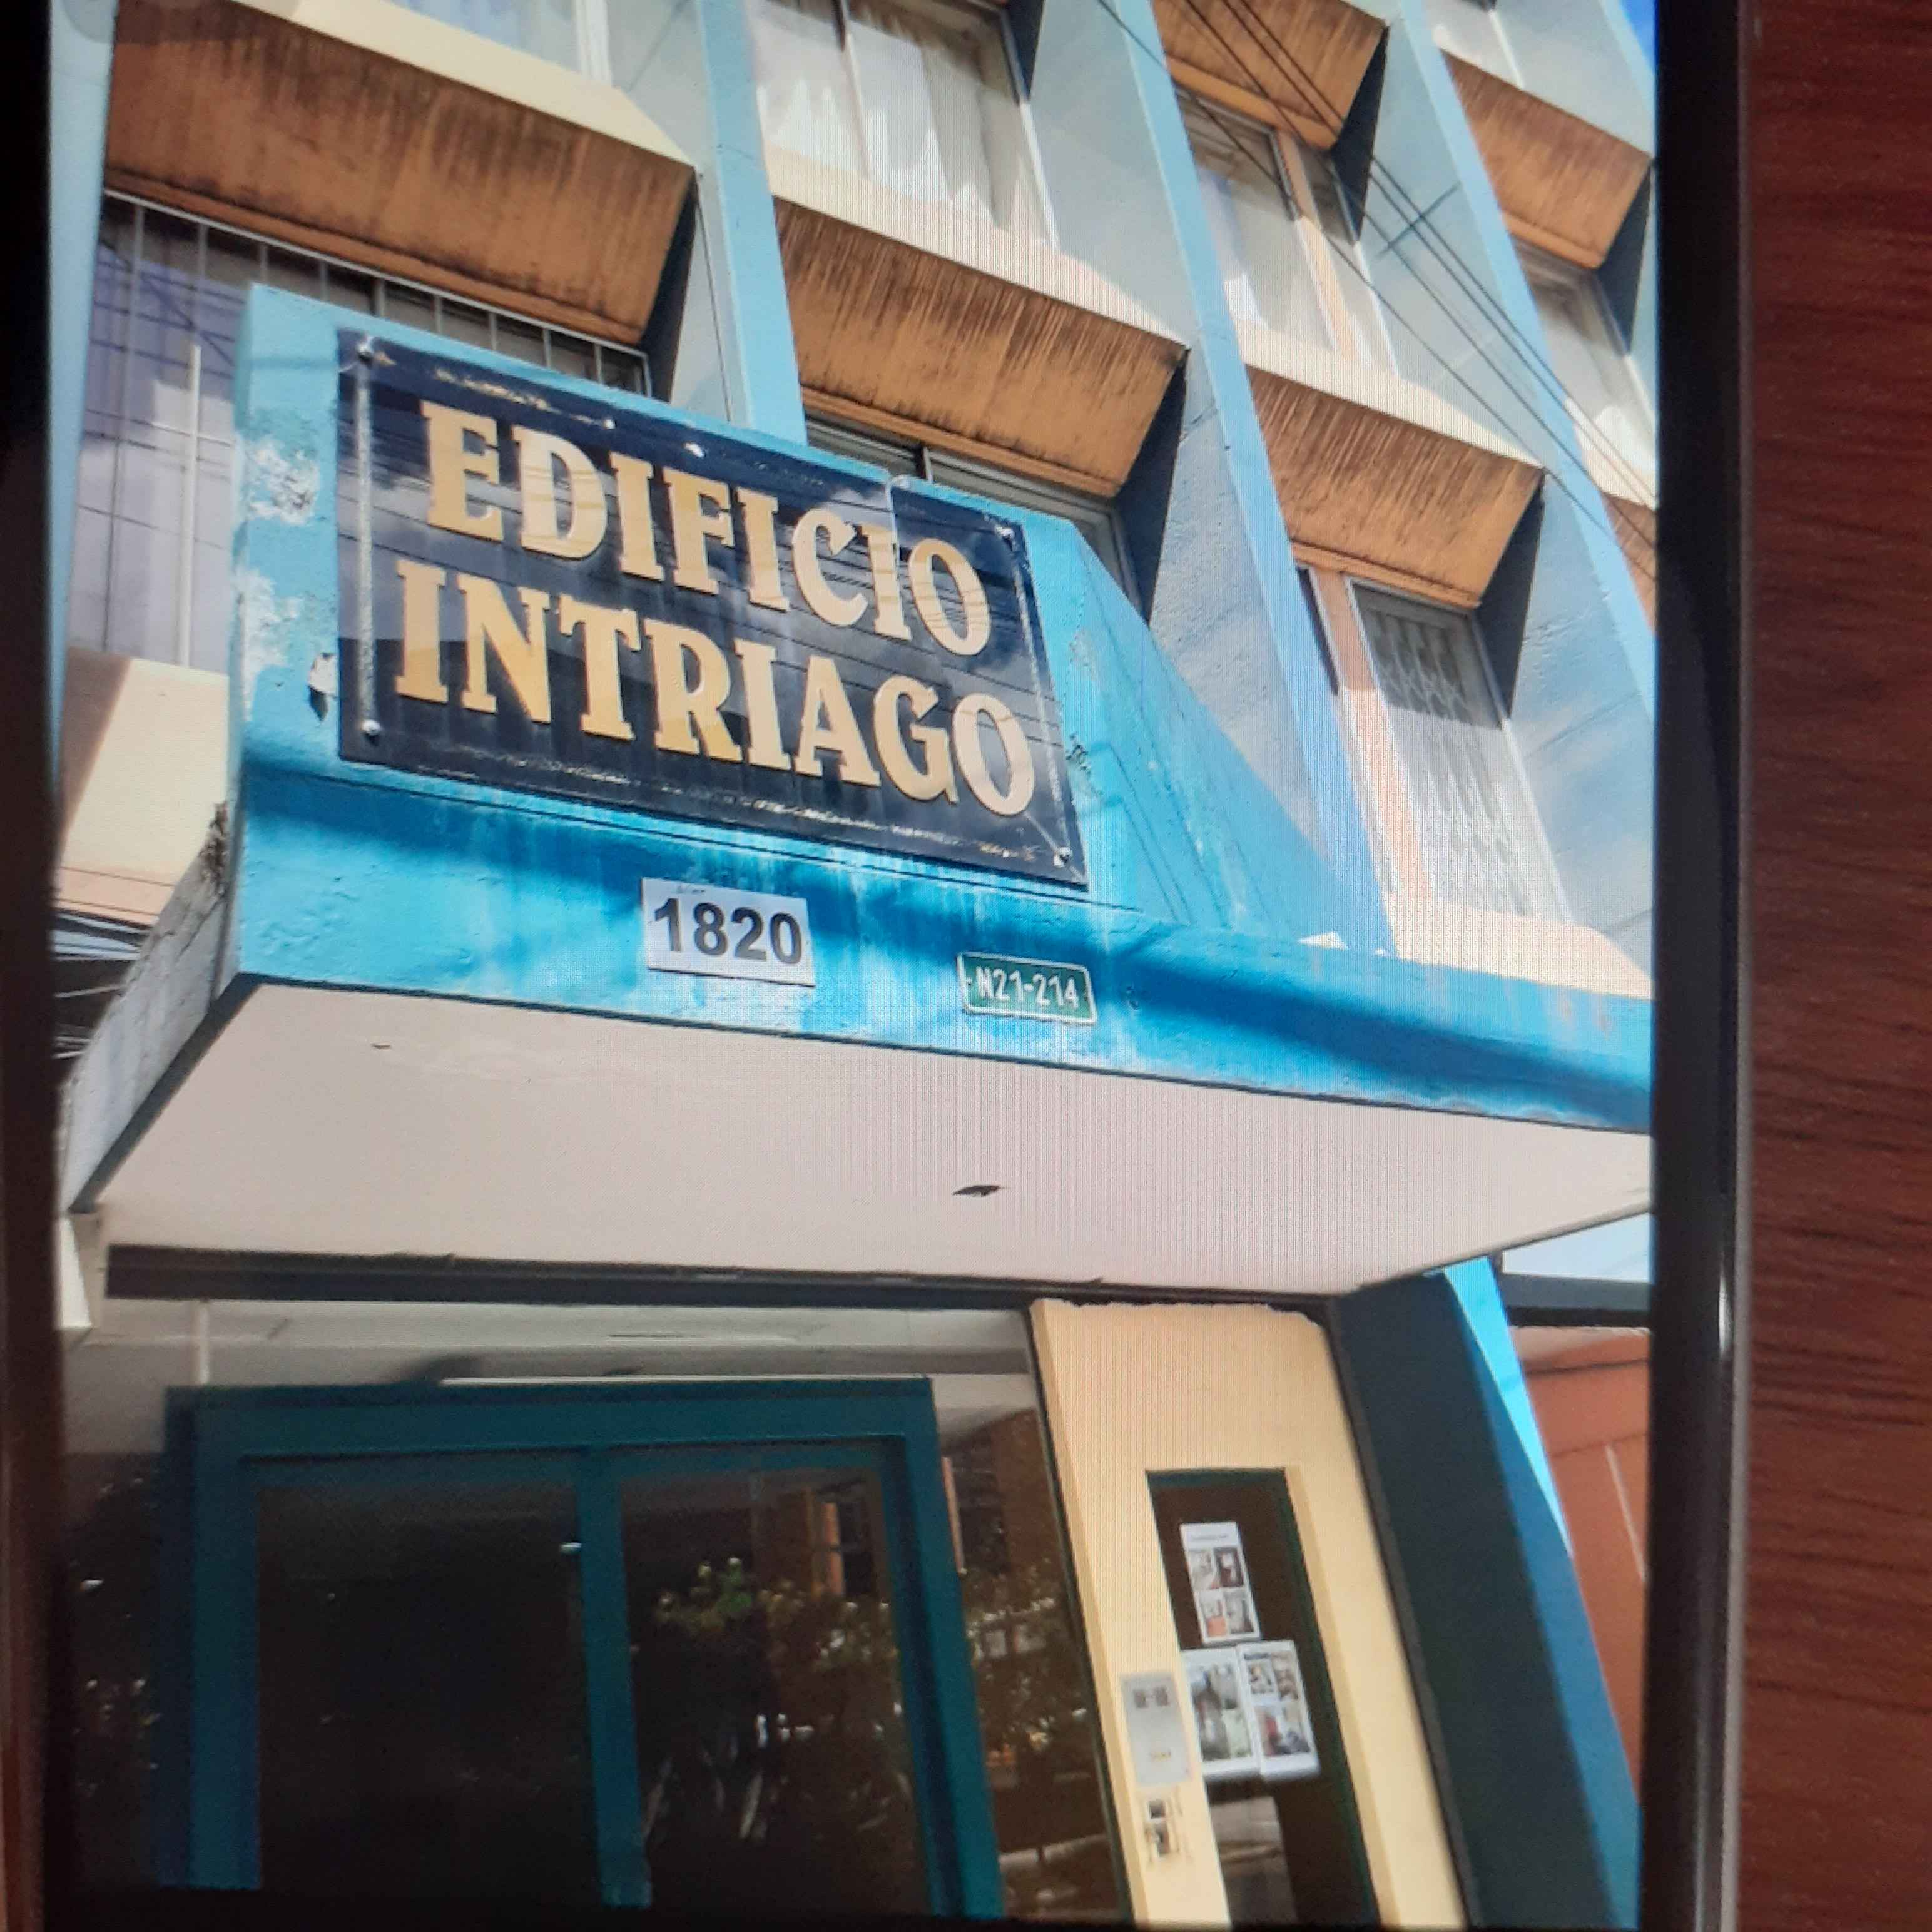 EDIFICIO
INTRIAGO
1820
N21-214